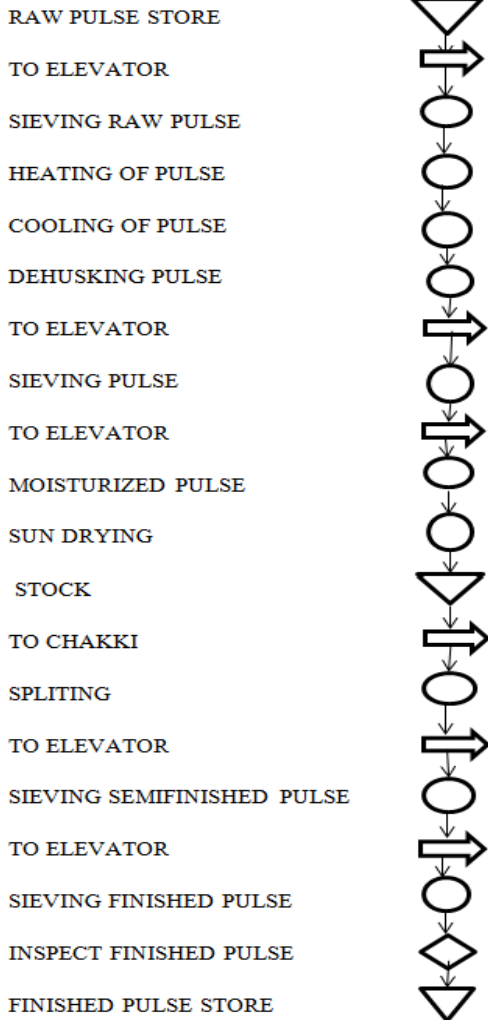 RAW PULSE STORE
TO ELEVATOR
SIEVING RAW PULSE
HEATING OF PULSE
COOLING OF PULSE
DEHUSKING PULSE
TO ELEVATOR
SIEVING PULSE
TO ELEVATOR
MOISTURIZED PULSE
SUN DRYING
STOCK
TO CHAKKI
SPLITING
TO ELEVATOR
SIEVING SEMIFINISHED PULSE
TO ELEVATOR
SIEVING FINISHED PULSE
INSPECT FINISHED PULSE
FINISHED PULSE STORE